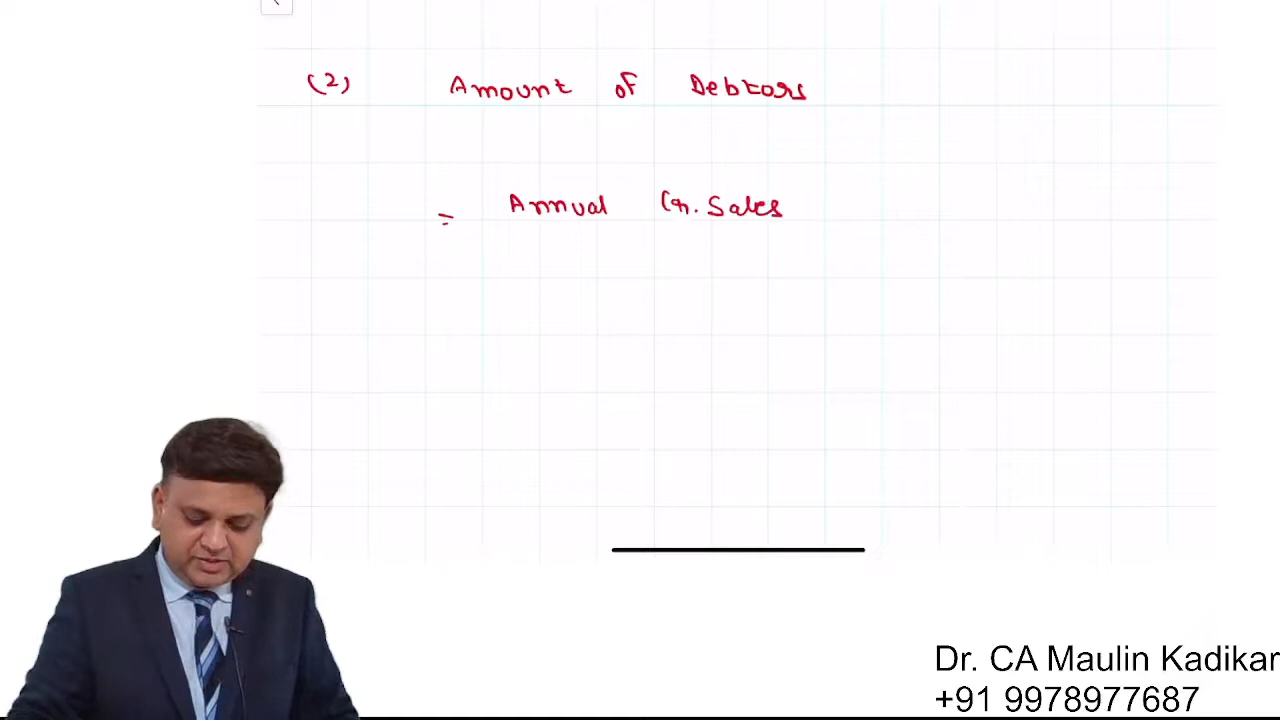 (2) Amount of Debtors
= Annual Cr. Sales
Dr. CA Maulin Kadikar
+91 9978977687